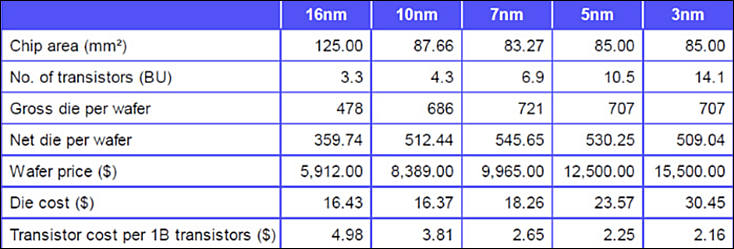 16nm 10nm 7nm 5nm 3nm
Chip area (mm²) 125.00 87.66 83.27 85.00 85.00
No. of transistors (BU) 3.3 4.3 6.9 10.5 14.1
Gross die per wafer 478 686 721 707 707
Net die per wafer 359.74 512.44 545.65 530.25 509.04
Wafer price ($) 5,912.00 8,389.00 9,965.00 12,500.00 15,500.00
Die cost ($) 16.43 16.37 18.26 23.57 30.45
Transistor cost per 1B transistors ($) 4.98 3.81 2.65 2.25 2.16